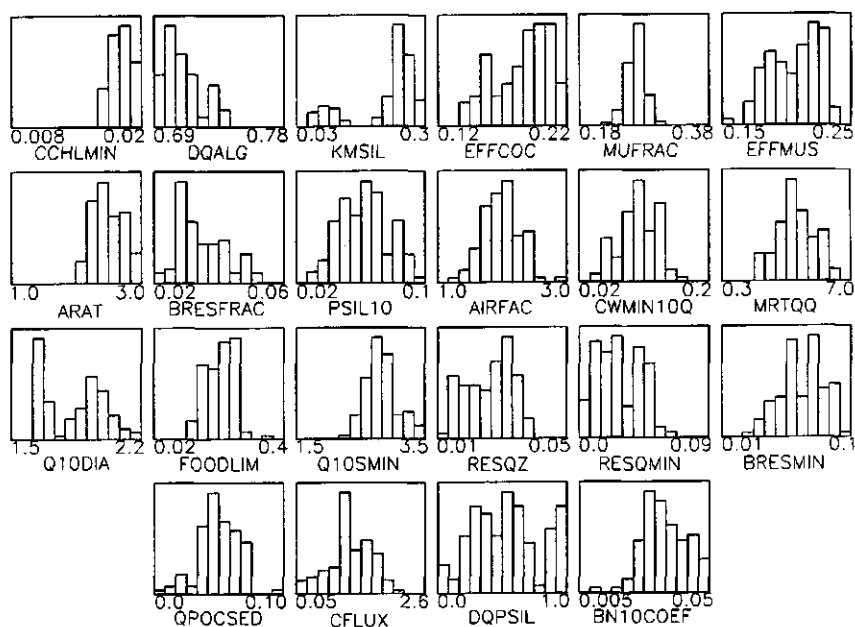 0.008 0.02 0.69 0.78 0.03 0.3 0.12 0.22 0.18 0.38 0.15 0.25
CCHLMIN DQALG KMSIL EFFCOC MUFRAC EFFMUS
1.0 3.0 0.02 0.06 0.02 0.1 1.0 3.0 0.02 0.2 0.3 7.0
ARAT BRESFRAC PSIL10 AIRFAC CWMIN10Q MRTQQ
1.5 2.2 0.02 0.4 1.5 3.5 0.01 0.05 0.0 0.09 0.01 0.1
Q10DIA FOODLIM Q10SMIN RESQZ RESQMIN BRESMIN
0.0 0.10 0.05 2.6 0.0 1.0 0.005 0.05
QPOCSED CFLUX DQPSIL BN10COEF